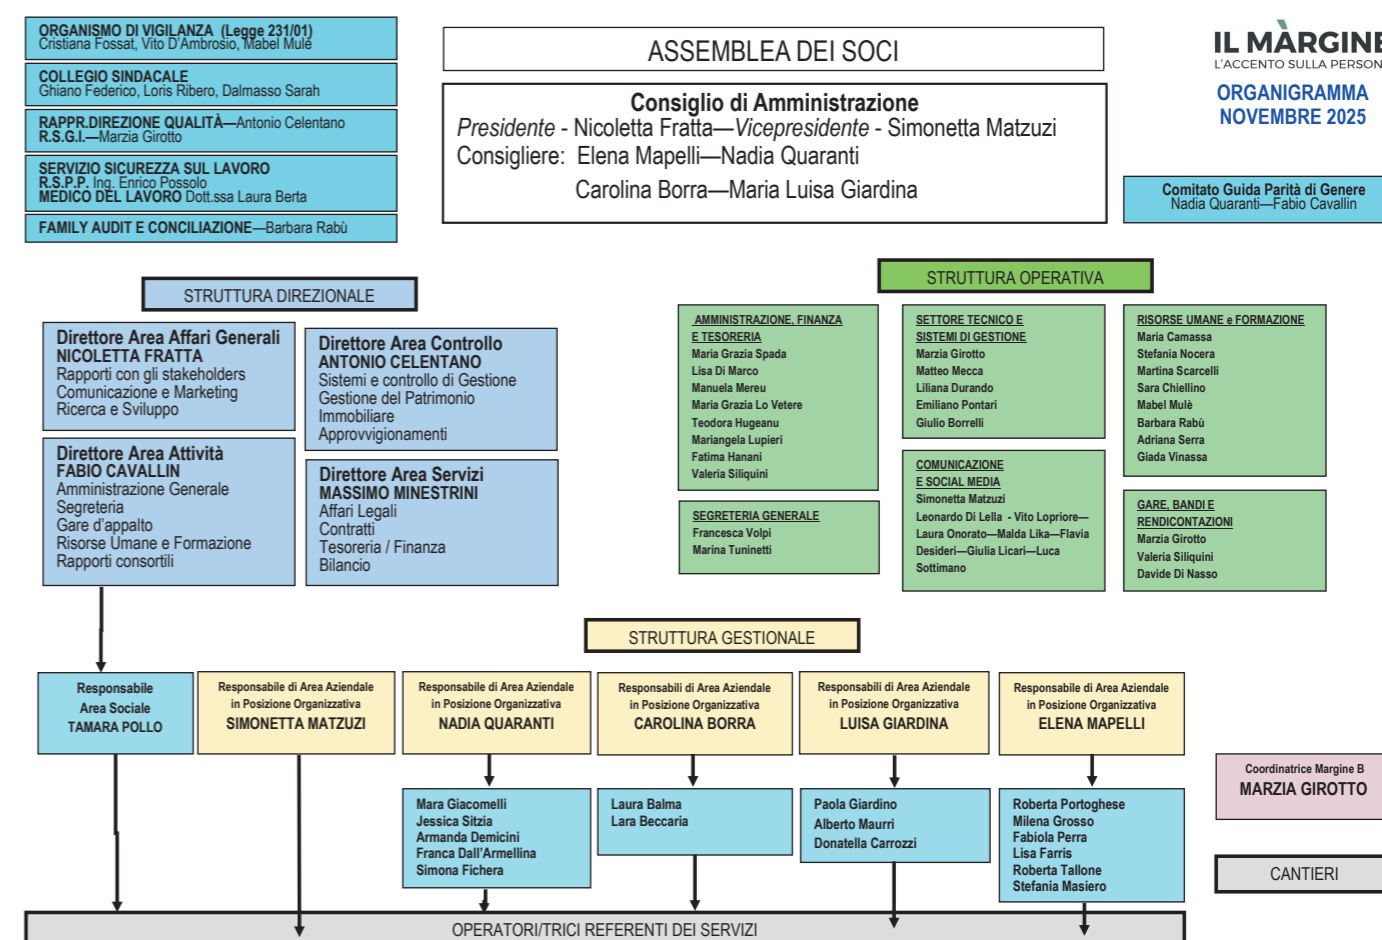 ORGANISMO DI VIGILANZA (Legge 231/01)
Cristiana Fossat, Vito D'Ambrosio, Mabel Mulè
COLLEGIO SINDACALE
Ghiano Federico, Loris Ribero, Dalmasso Sarah
RAPPR.DIREZIONE QUALITÀ—Antonio Celentano
R.S.G.I.—Marzia Girotto
SERVIZIO SICUREZZA SUL LAVORO
R.S.P.P. Ing. Enrico Possolo
MEDICO DEL LAVORO Dott.ssa Laura Berta
FAMILY AUDIT E CONCILIAZIONE—Barbara Rabù
ASSEMBLEA DEI SOCI
Consiglio di Amministrazione
Presidente - Nicoletta Fratta—Vicepresidente - Simonetta Matzuzi
Consigliere: Elena Mapelli—Nadia Quaranti
Carolina Borra—Maria Luisa Giardina
IL MÀRGINE
L'ACCENTO SULLA PERSON
ORGANIGRAMMA
NOVEMBRE 2025
Comitato Guida Parità di Genere
Nadia Quaranti—Fabio Cavallin
STRUTTURA DIREZIONALE
Direttore Area Affari Generali
NICOLETTA FRATTA
Rapporti con gli stakeholders
Comunicazione e Marketing
Ricerca e Sviluppo
Direttore Area Controllo
ANTONIO CELENTANO
Sistemi e controllo di Gestione
Gestione del Patrimonio
Immobiliare
Approvvigionamenti
Direttore Area Attività
FABIO CAVALLIN
Amministrazione Generale
Segreteria
Gare d'appalto
Risorse Umane e Formazione
Rapporti consortili
Direttore Area Servizi
MASSIMO MINESTRINI
Affari Legali
Contratti
Tesoreria / Finanza
Bilancio
STRUTTURA OPERATIVA
AMMINISTRAZIONE, FINANZA
E TESORERIA
Maria Grazia Spada
Lisa Di Marco
Manuela Mereu
Maria Grazia Lo Vetere
Teodora Hugeanu
Mariangela Lupieri
Fatima Hanani
Valeria Siliquini
SEGRETERIA GENERALE
Francesca Volpi
Marina Tuninetti
SETTORE TECNICO E
SISTEMI DI GESTIONE
Marzia Girotto
Matteo Mecca
Liliana Durando
Emiliano Pontari
Giulio Borrelli
COMUNICAZIONE
E SOCIAL MEDIA
Simonetta Matzuzi
Leonardo Di Lella - Vito Lopriore—
Laura Onorato—Malda Lika—Flavia
Desideri—Giulia Licari—Luca
Sottimano
RISORSE UMANE e FORMAZIONE
Maria Camassa
Stefania Nocera
Martina Scarcelli
Sara Chiellino
Mabel Mulè
Barbara Rabù
Adriana Serra
Giada Vinassa
GARE, BANDI E
RENDICONTAZIONI
Marzia Girotto
Valeria Siliquini
Davide Di Nasso
STRUTTURA GESTIONALE
Responsabile
Area Sociale
TAMARA POLLO
Responsabile di Area Aziendale
in Posizione Organizzativa
SIMONETTA MATZUZI
Responsabile di Area Aziendale
in Posizione Organizzativa
NADIA QUARANTI
Responsabili di Area Aziendale
in Posizione Organizzativa
CAROLINA BORRA
Responsabili di Area Aziendale
in Posizione Organizzativa
LUISA GIARDINA
Responsabile di Area Aziendale
in Posizione Organizzativa
ELENA MAPELLI
Mara Giacomelli
Jessica Sitzia
Armanda Demicini
Franca Dall'Armellina
Simona Fichera
Laura Balma
Lara Beccaria
Paola Giardino
Alberto Maurri
Donatella Carrozzi
Roberta Portoghese
Milena Grosso
Fabiola Perra
Lisa Farris
Roberta Tallone
Stefania Masiero
Coordinatrice Margine B
MARZIA GIROTTO
CANTIERI
OPERATORI/TRICI REFERENTI DEI SERVIZI